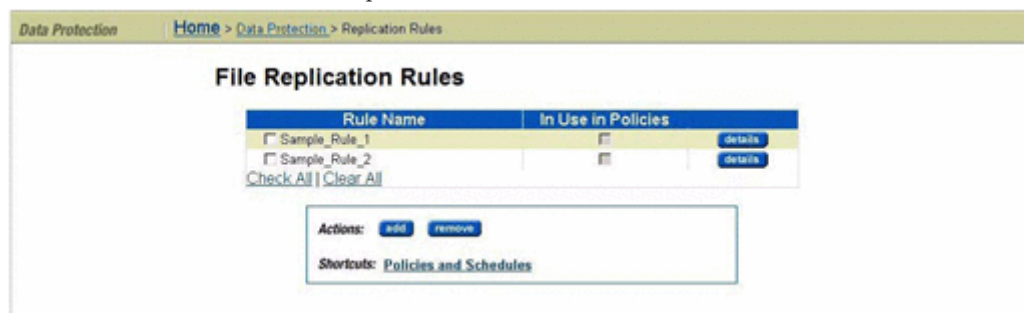 Data Protection Home > Data Protection > Replication Rules
File Replication Rules
Rule Name In Use in Policies
Sample_Rule_1 details
Sample_Rule_2 details
Check All | Clear All
Actions: add remove
Shortcuts: Policies and Schedules